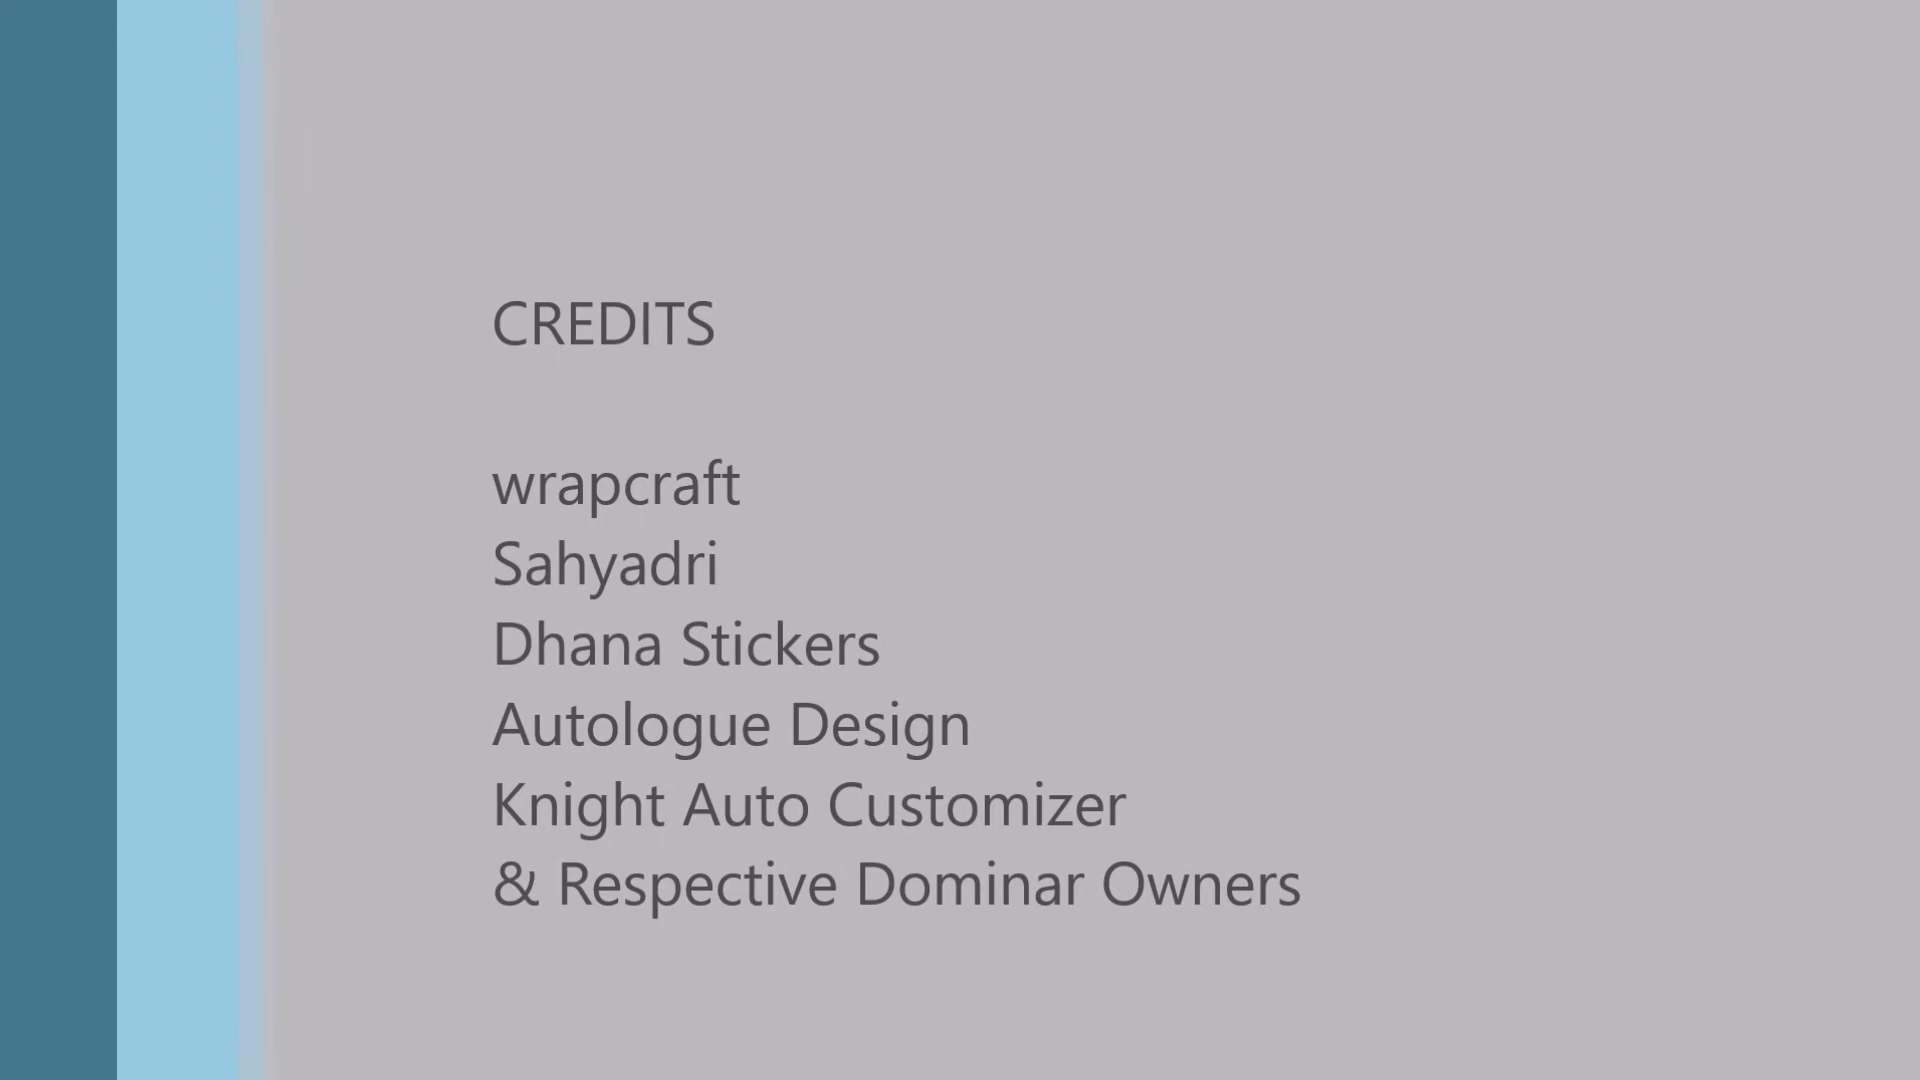 CREDITS
wrapcraft
Sahyadri
Dhana Stickers
Autologue Design
Knight Auto Customizer
& Respective Dominar Owners